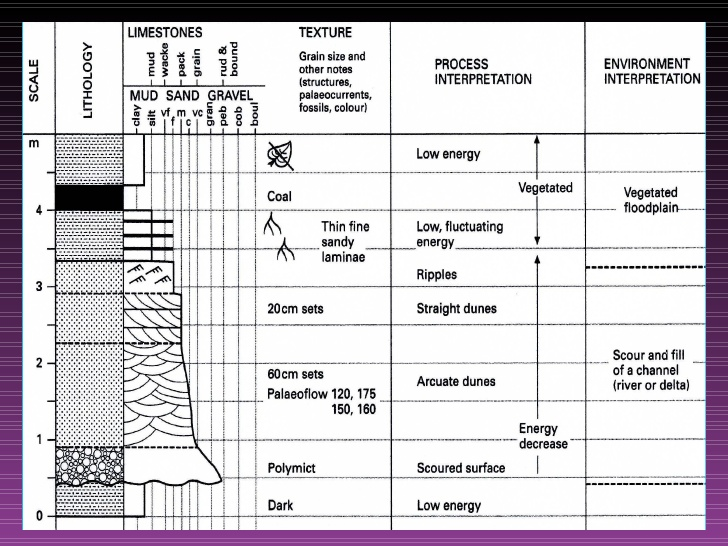 SCALE
LITHOLOGY
LIMESTONES
mud
wacke
pack
grain
rud &
bound
MUD SAND GRAVEL
clay
silt
vf
f
m
c
vc
gran
peb
cob
boul
TEXTURE
Grain size and
other notes
(structures,
palaeocurrents,
fossils, colour)
PROCESS
INTERPRETATION
ENVIRONMENT
INTERPRETATION
m
Low energy
Vegetated
Coal
Vegetated
floodplain
4
Thin fine
sandy
laminae
Low, fluctuating
energy
Ripples
3
20cm sets
Straight dunes
2
60cm sets
Palaeoflow 120, 175
150, 160
Arcuate dunes
Scour and fill
of a channel
(river or delta)
1
Energy
decrease
Polymict
Scoured surface
Dark
Low energy
0